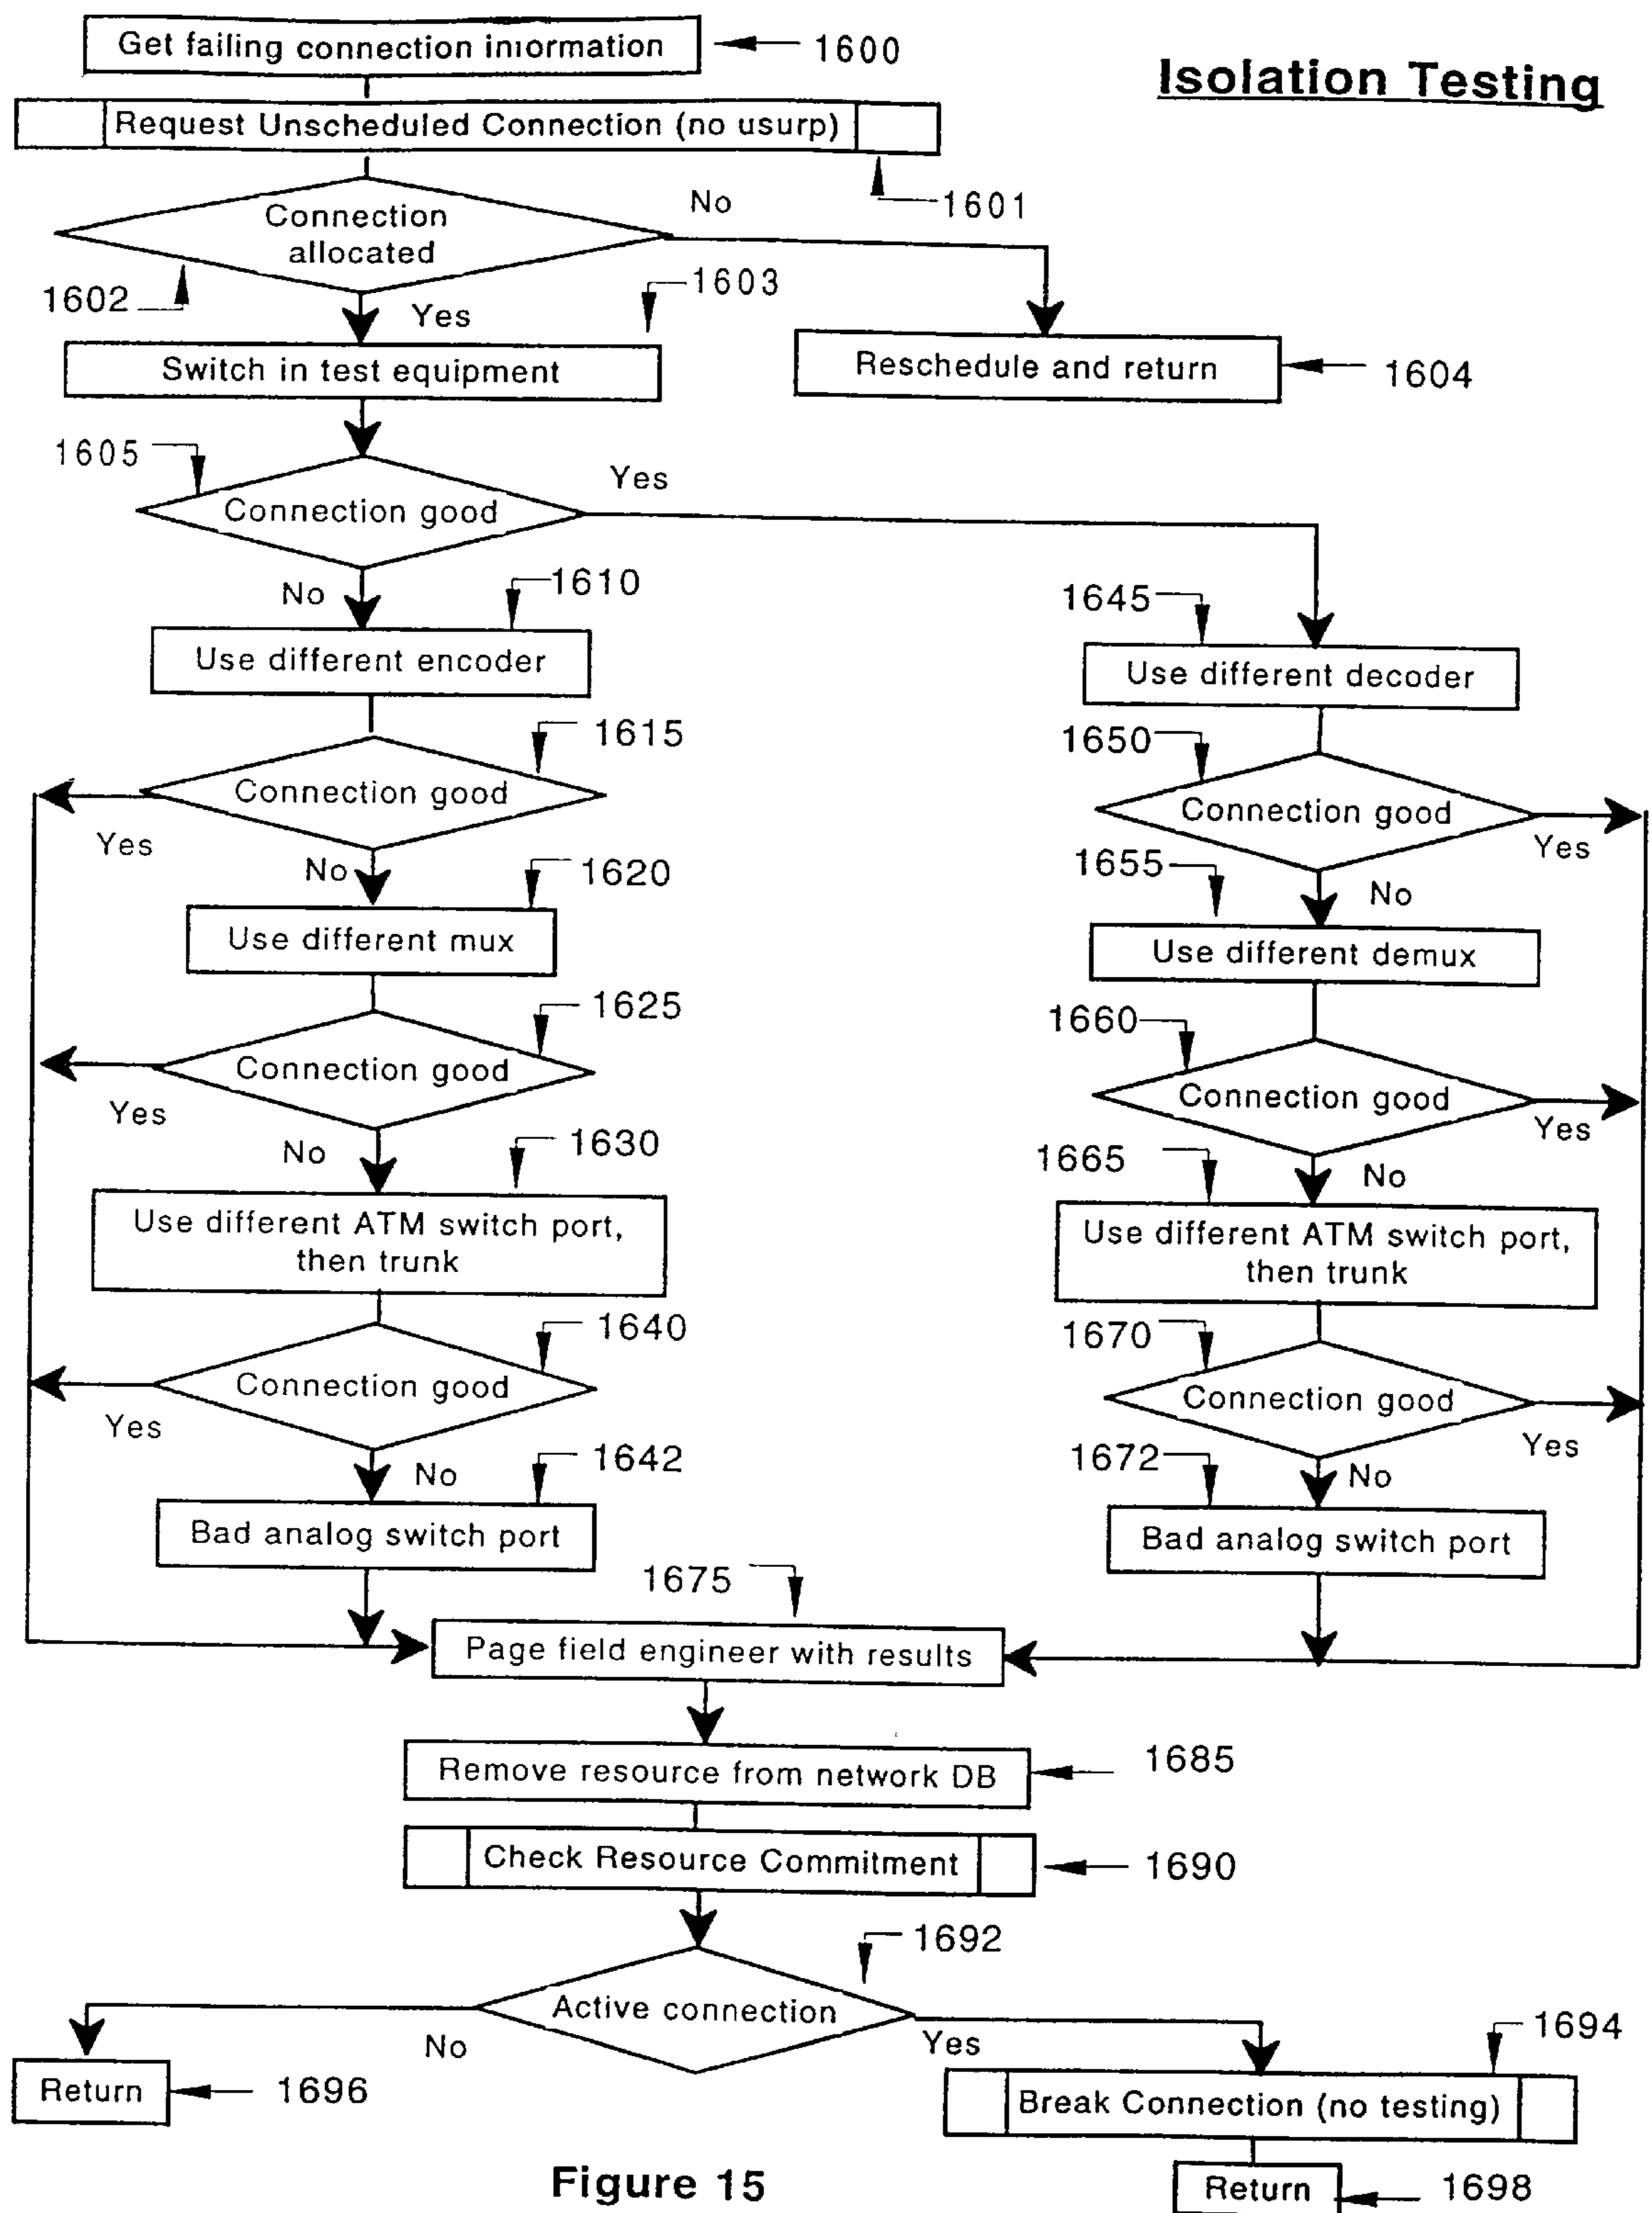 Get failing connection information
1600
Isolation Testing
Request Unscheduled Connection (no usurp)
1601
Connection
allocated
No
1602
Yes
1603
Switch in test equipment
Reschedule and return
1604
1605
Connection good
Yes
No
1610
Use different encoder
1645
Use different decoder
1615
Connection good
Yes
No
1650
Connection good
Yes
No
1620
Use different mux
1655
Use different demux
1625
Connection good
Yes
No
1660
Connection good
Yes
No
1630
Use different ATM switch port,
then trunk
1665
Use different ATM switch port,
then trunk
1640
Connection good
Yes
No
1670
Connection good
Yes
No
1642
Bad analog switch port
1672
Bad analog switch port
1675
Page field engineer with results
Remove resource from network DB
1685
Check Resource Commitment
1690
1692
Active connection
No
Yes
Return
1696
1694
Break Connection (no testing)
Return
1698
Figure 15